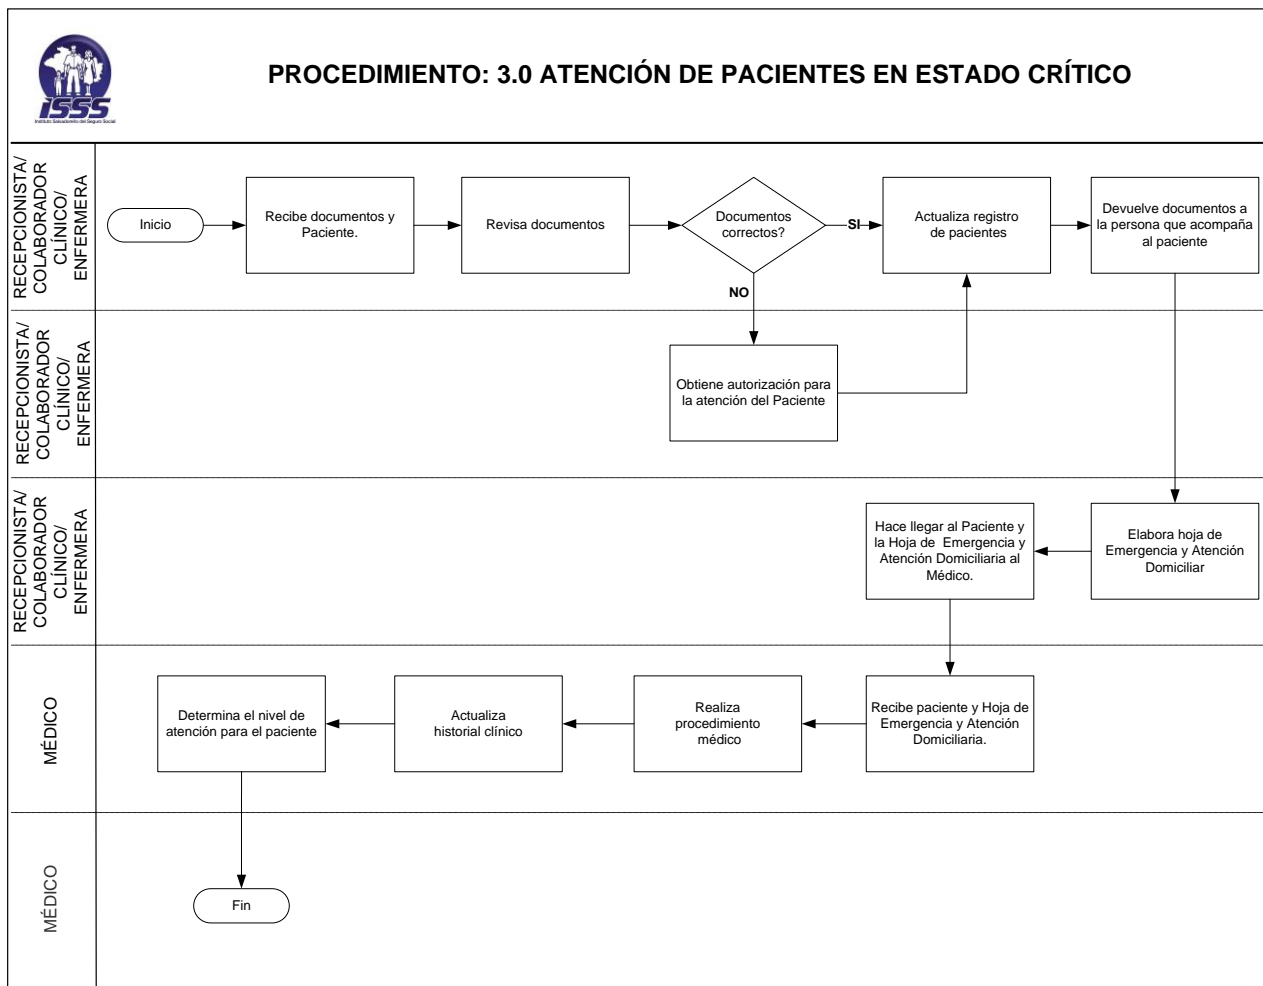 PROCEDIMIENTO: 3.0 ATENCIÓN DE PACIENTES EN ESTADO CRÍTICO
ISSS
Instituto Salvadoreño del Seguro Social
RECEPCIONISTA/
COLABORADOR
CLÍNICO/
ENFERMERA
Inicio
Recibe documentos y
Paciente.
Revisa documentos
Documentos
correctos?
SI
NO
Actualiza registro
de pacientes
Devuelve documentos a
la persona que acompaña
al paciente
RECEPCIONISTA/
COLABORADOR
CLÍNICO/
ENFERMERA
Obtiene autorización para
la atención del Paciente
RECEPCIONISTA/
COLABORADOR
CLÍNICO/
ENFERMERA
Hace llegar al Paciente y
la Hoja de Emergencia y
Atención Domiciliaria al
Médico.
Elabora hoja de
Emergencia y Atención
Domiciliar
MÉDICO
Determina el nivel de
atención para el paciente
Actualiza
historial clínico
Realiza
procedimiento
médico
Recibe paciente y Hoja de
Emergencia y Atención
Domiciliaria.
MÉDICO
Fin